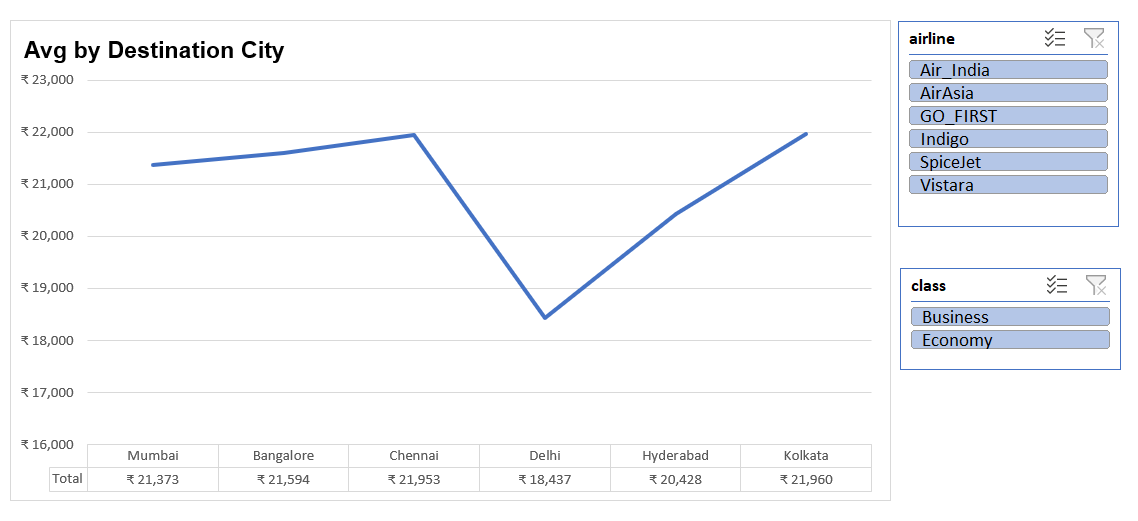 Avg by Destination City
₹ 23,000
₹ 22,000
₹ 21,000
₹ 20,000
₹ 19,000
₹ 18,000
₹ 17,000
₹ 16,000
Mumbai Bangalore Chennai Delhi Hyderabad Kolkata
Total ₹ 21,373 ₹ 21,594 ₹ 21,953 ₹ 18,437 ₹ 20,428 ₹ 21,960
airline
Air_India
AirAsia
GO_FIRST
Indigo
SpiceJet
Vistara
class
Business
Economy